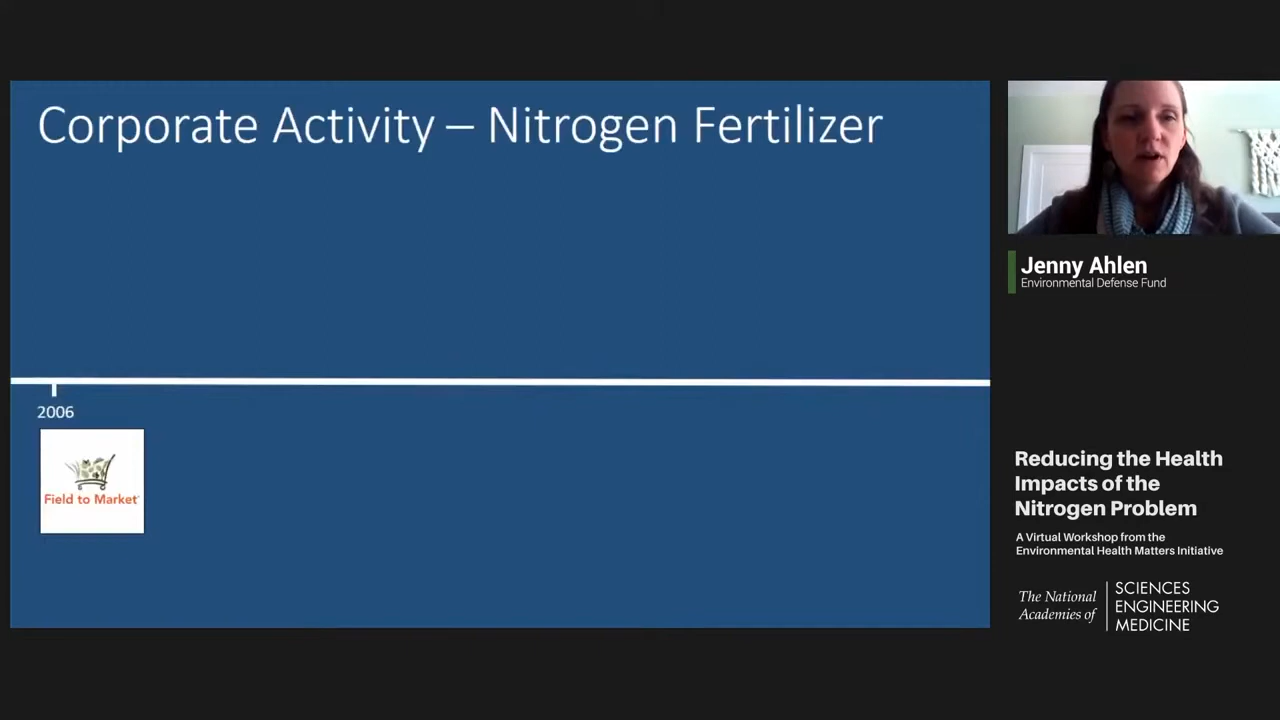 Corporate Activity – Nitrogen Fertilizer
2006
Field to Market
Jenny Ahlen
Environmental Defense Fund
Reducing the Health
Impacts of the
Nitrogen Problem
A Virtual Workshop from the
Environmental Health Matters Initiative
The National
Academies of
SCIENCES
ENGINEERING
MEDICINE